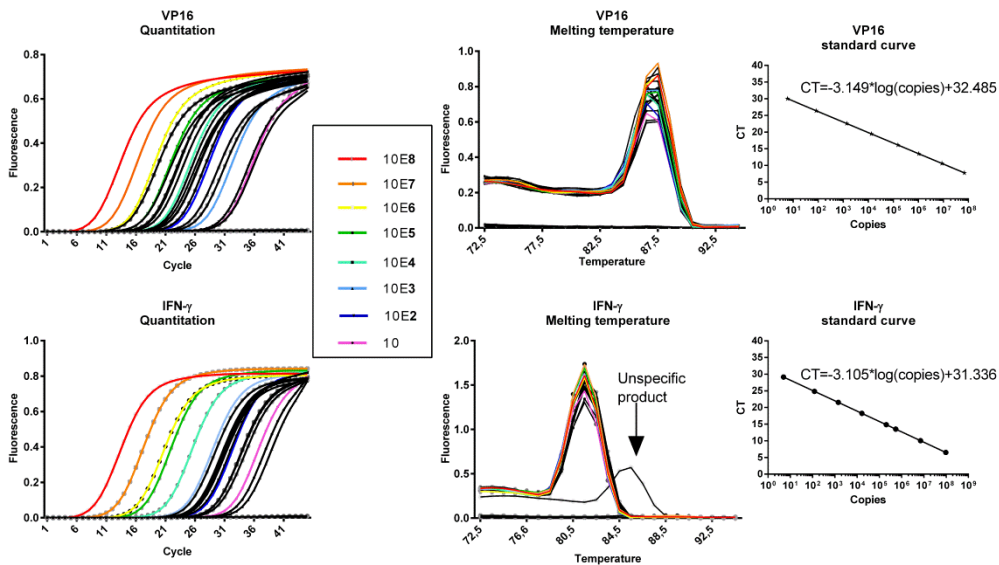 VP16
Quantitation
0.8
0.6
0.4
0.2
0.0
Fluorescence
1 6 11 16 21 26 31 36 41
Cycle
10E8
10E7
10E6
10E5
10E4
10E3
10E2
10
VP16
Melting temperature
1.0
0.8
0.6
0.4
0.2
0.0
Fluorescence
72,5 77,5 82,5 87,5 92,5
Temperature
VP16
standard curve
CT=-3.149*log(copies)+32.485
40
35
30
25
20
15
10
5
0
CT
10⁰ 10¹ 10² 10³ 10⁴ 10⁵ 10⁶ 10⁷ 10⁸
Copies
IFN-γ
Quantitation
1.0
0.8
0.6
0.4
0.2
0.0
Fluorescence
1 6 11 16 21 26 31 36 41
Cycle
IFN-γ
Melting temperature
2.0
1.5
1.0
0.5
0.0
Fluorescence
Unspecific
product
72,5 76,6 80,5 84,5 88,5 92,5
Temperature
IFN-γ
standard curve
CT=-3.105*log(copies)+31.336
40
35
30
25
20
15
10
5
0
CT
10⁰ 10¹ 10² 10³ 10⁴ 10⁵ 10⁶ 10⁷ 10⁸ 10⁹
Copies